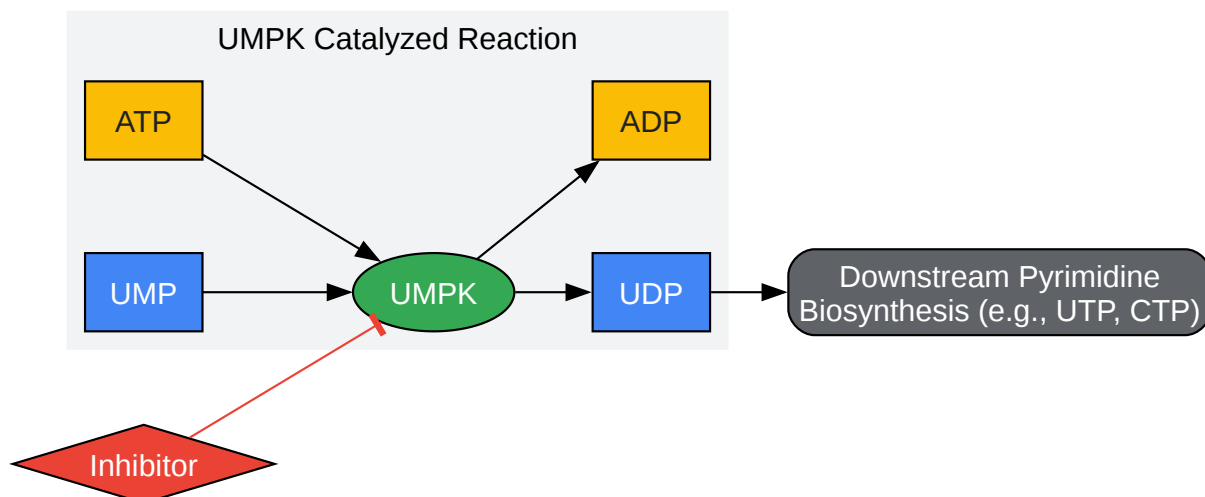 UMPK Catalyzed Reaction
ATP
ADP
UMP
UMPK
UDP
Downstream Pyrimidine
Biosynthesis (e.g., UTP, CTP)
Inhibitor